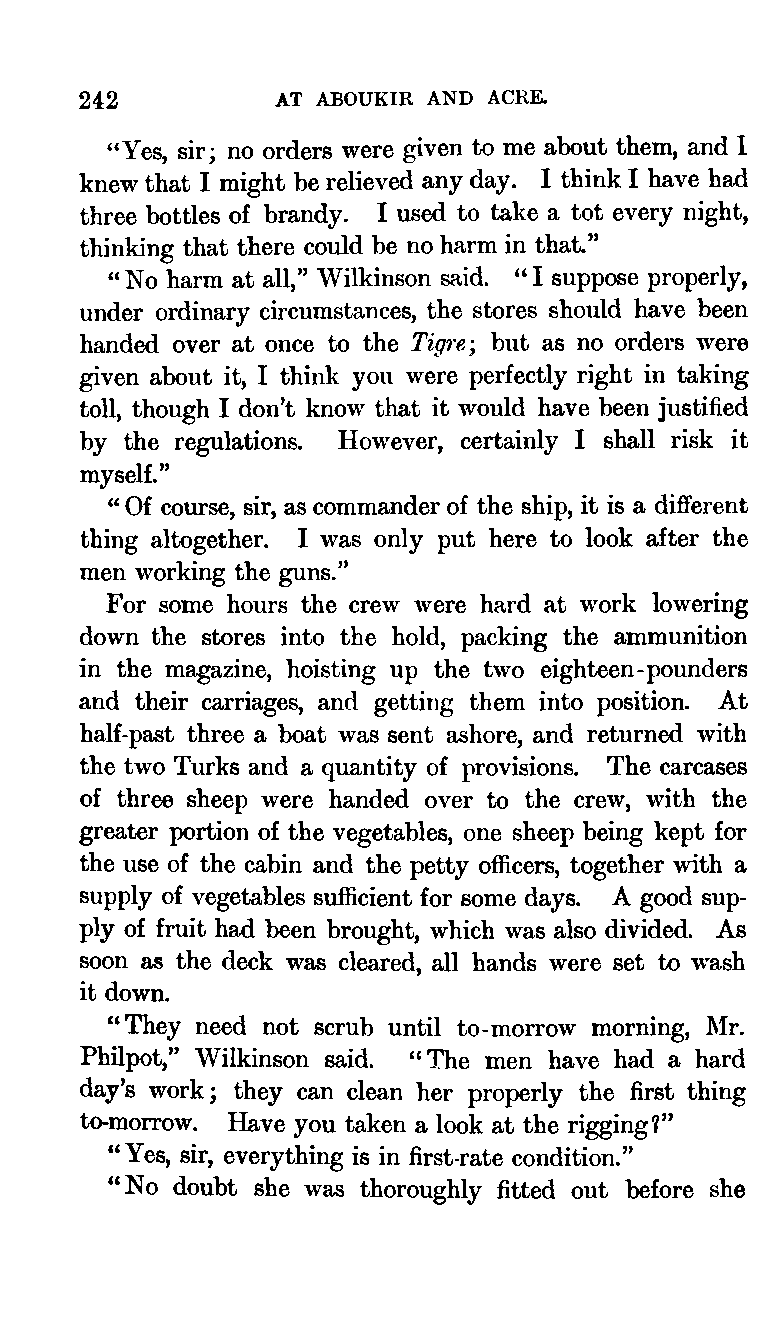 242 AT ABOUKIR AND ACRE.
"Yes, sir; no orders were given to me about them, and I
knew that I might be relieved any day. I think I have had
three bottles of brandy. I used to take a tot every night,
thinking that there could be no harm in that."
"No harm at all," Wilkinson said. "I suppose properly,
under ordinary circumstances, the stores should have been
handed over at once to the Tigre; but as no orders were
given about it, I think you were perfectly right in taking
toll, though I don't know that it would have been justified
by the regulations. However, certainly I shall risk it
myself."
"Of course, sir, as commander of the ship, it is a different
thing altogether. I was only put here to look after the
men working the guns."
For some hours the crew were hard at work lowering
down the stores into the hold, packing the ammunition
in the magazine, hoisting up the two eighteen-pounders
and their carriages, and getting them into position. At
half-past three a boat was sent ashore, and returned with
the two Turks and a quantity of provisions. The carcases
of three sheep were handed over to the crew, with the
greater portion of the vegetables, one sheep being kept for
the use of the cabin and the petty officers, together with a
supply of vegetables sufficient for some days. A good sup-
ply of fruit had been brought, which was also divided. As
soon as the deck was cleared, all hands were set to wash
it down.
"They need not scrub until to-morrow morning, Mr.
Philpot," Wilkinson said. "The men have had a hard
day's work; they can clean her properly the first thing
to-morrow. Have you taken a look at the rigging?"
"Yes, sir, everything is in first-rate condition."
"No doubt she was thoroughly fitted out before she